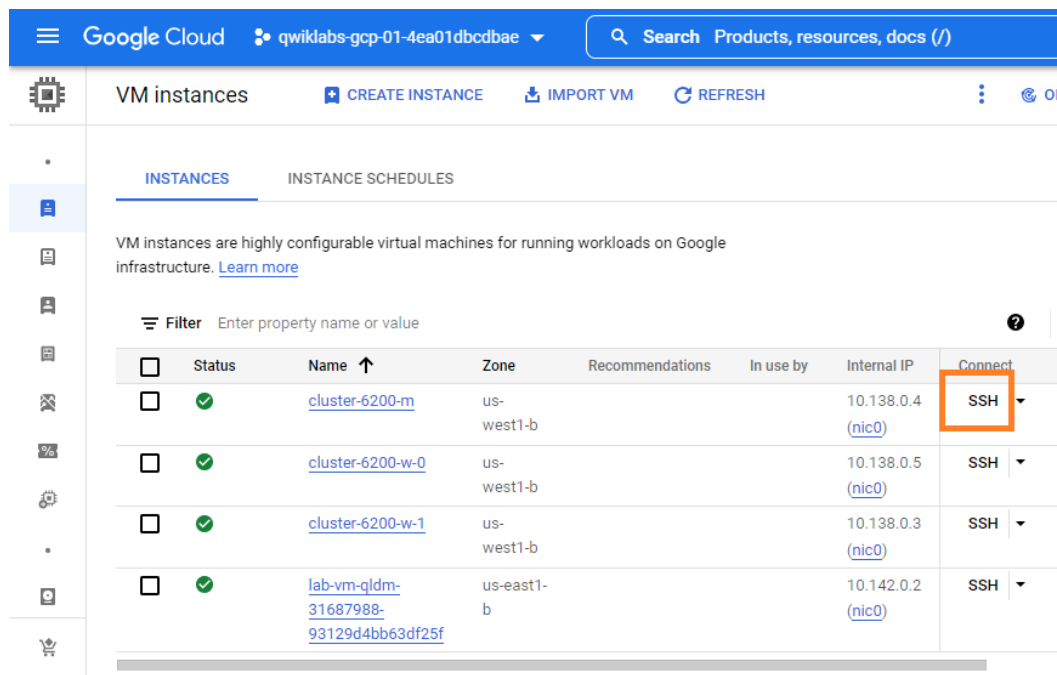 Google Cloud qwiklabs-gcp-01-4ea01dbcdbae Search Products, resources, docs (/)
VM instances CREATE INSTANCE IMPORT VM REFRESH
INSTANCES INSTANCE SCHEDULES
VM instances are highly configurable virtual machines for running workloads on Google
infrastructure. Learn more
Filter Enter property name or value
Status Name Zone Recommendations In use by Internal IP Connect
cluster-6200-m us- 10.138.0.4 SSH
west1-b (nic0)
cluster-6200-w-0 us- 10.138.0.5 SSH
west1-b (nic0)
cluster-6200-w-1 us- 10.138.0.3 SSH
west1-b (nic0)
lab-vm-qldm- us-east1- 10.142.0.2 SSH
31687988- b (nic0)
93129d4bb63df25f